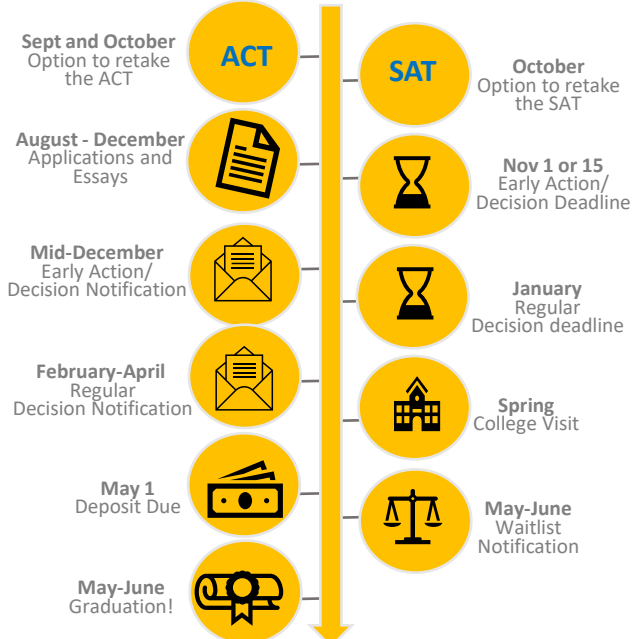 Sept and October
Option to retake
the ACT
ACT
SAT
October
Option to retake
the SAT
August - December
Applications and
Essays
Nov 1 or 15
Early Action/
Decision Deadline
Mid-December
Early Action/
Decision Notification
January
Regular
Decision deadline
February-April
Regular
Decision Notification
Spring
College Visit
May 1
Deposit Due
May-June
Waitlist
Notification
May-June
Graduation!